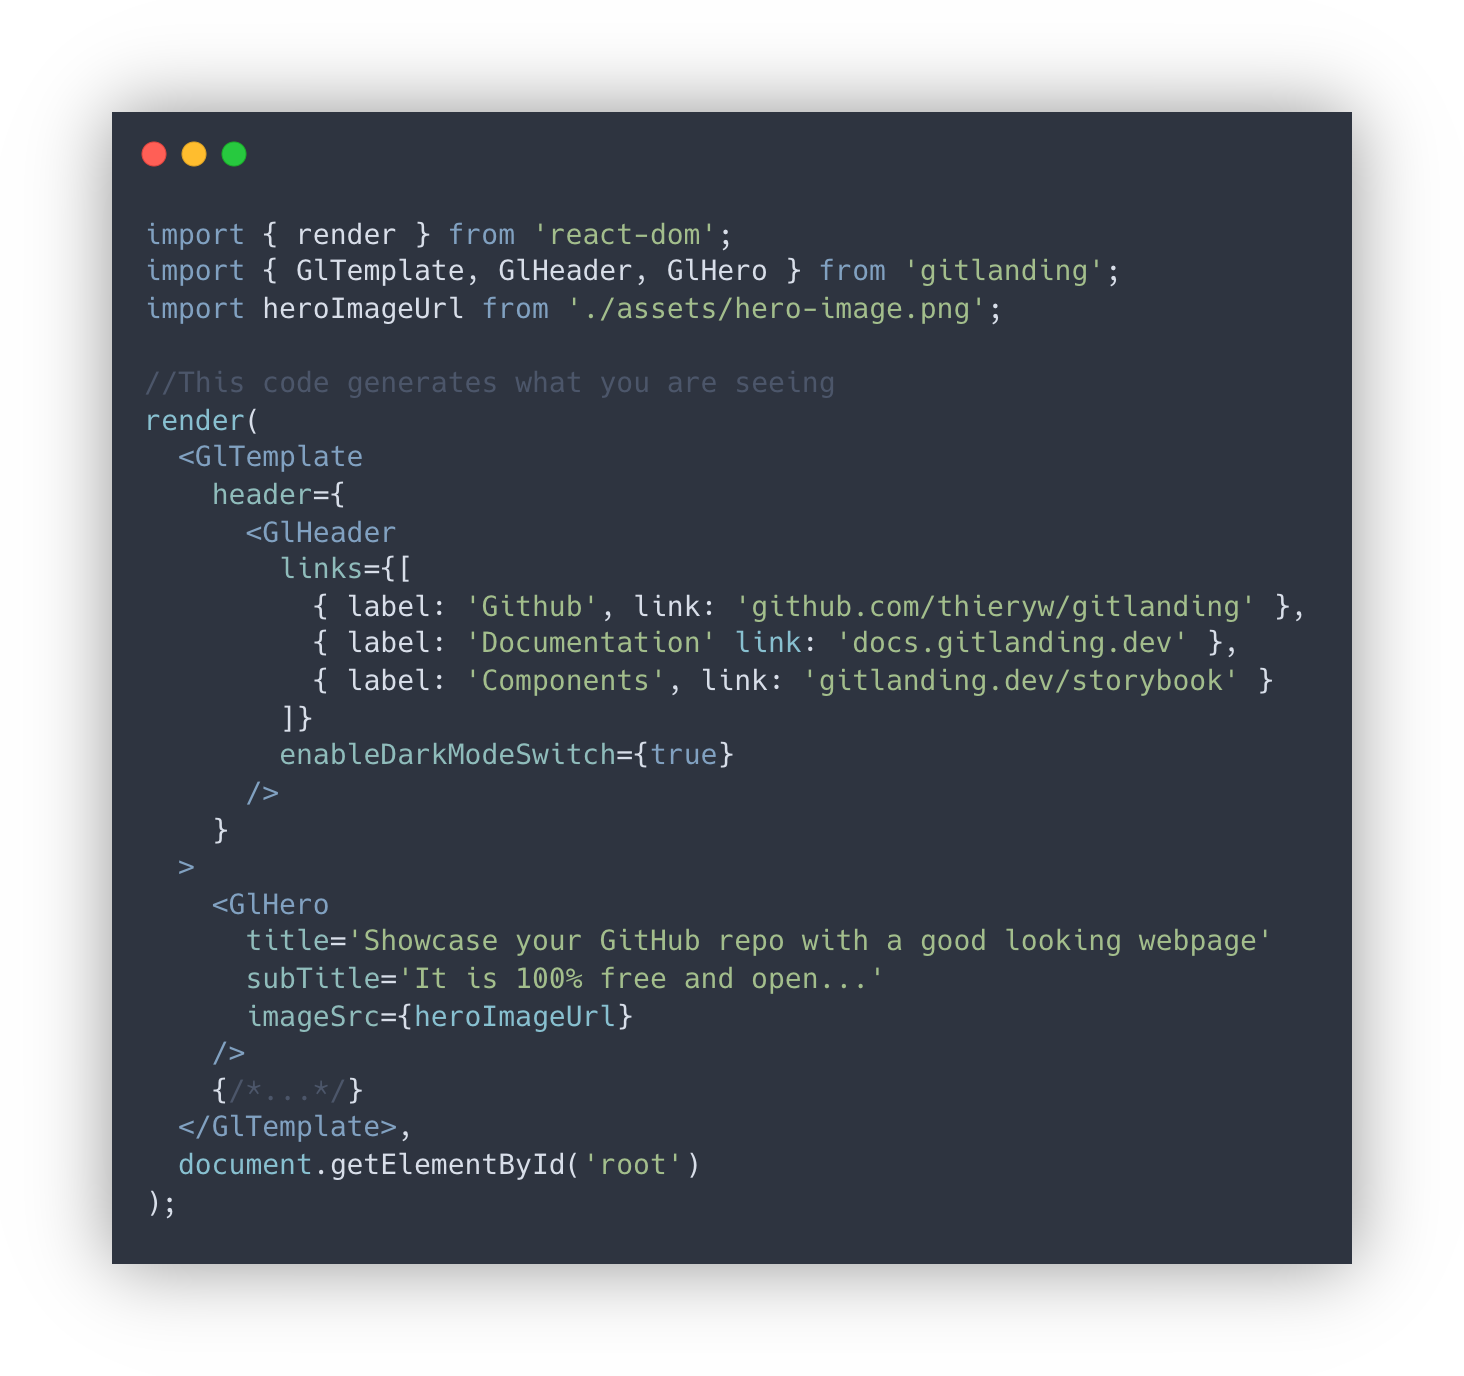 import { render } from 'react-dom';
import { GlTemplate, GlHeader, GlHero } from 'gitlanding';
import heroImageUrl from './assets/hero-image.png';

//This code generates what you are seeing
render(
  <GlTemplate
    header={
      <GlHeader
        links={[
          { label: 'Github', link: 'github.com/thieryw/gitlanding' },
          { label: 'Documentation' link: 'docs.gitlanding.dev' },
          { label: 'Components', link: 'gitlanding.dev/storybook' }
        ]}
        enableDarkModeSwitch={true}
      />
    }
  >
    <GlHero
      title='Showcase your GitHub repo with a good looking webpage'
      subTitle='It is 100% free and open...'
      imageSrc={heroImageUrl}
    />
    {/*...*/}
  </GlTemplate>,
  document.getElementById('root')
);